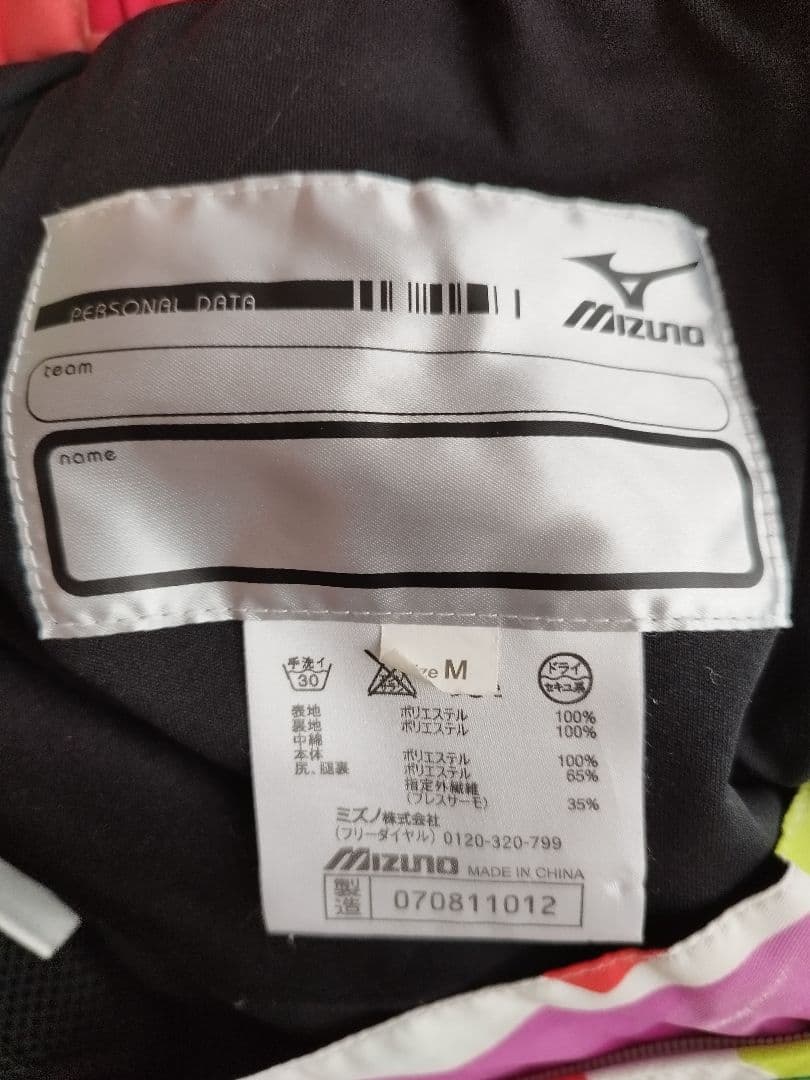 PERSONAL DATA
MIZUNO
team
name
手洗イ
30
ze M
ドライ
セキユ系
表地 ポリエステル 100%
裏地 ポリエステル 100%
中綿
本体 ポリエステル 100%
尻、腿裏 ポリエステル 65%
指定外繊維
(ブレスサーモ) 35%
ミズノ株式会社
(フリーダイヤル) 0120-320-799
MIZUNO MADE IN CHINA
製造 070811012